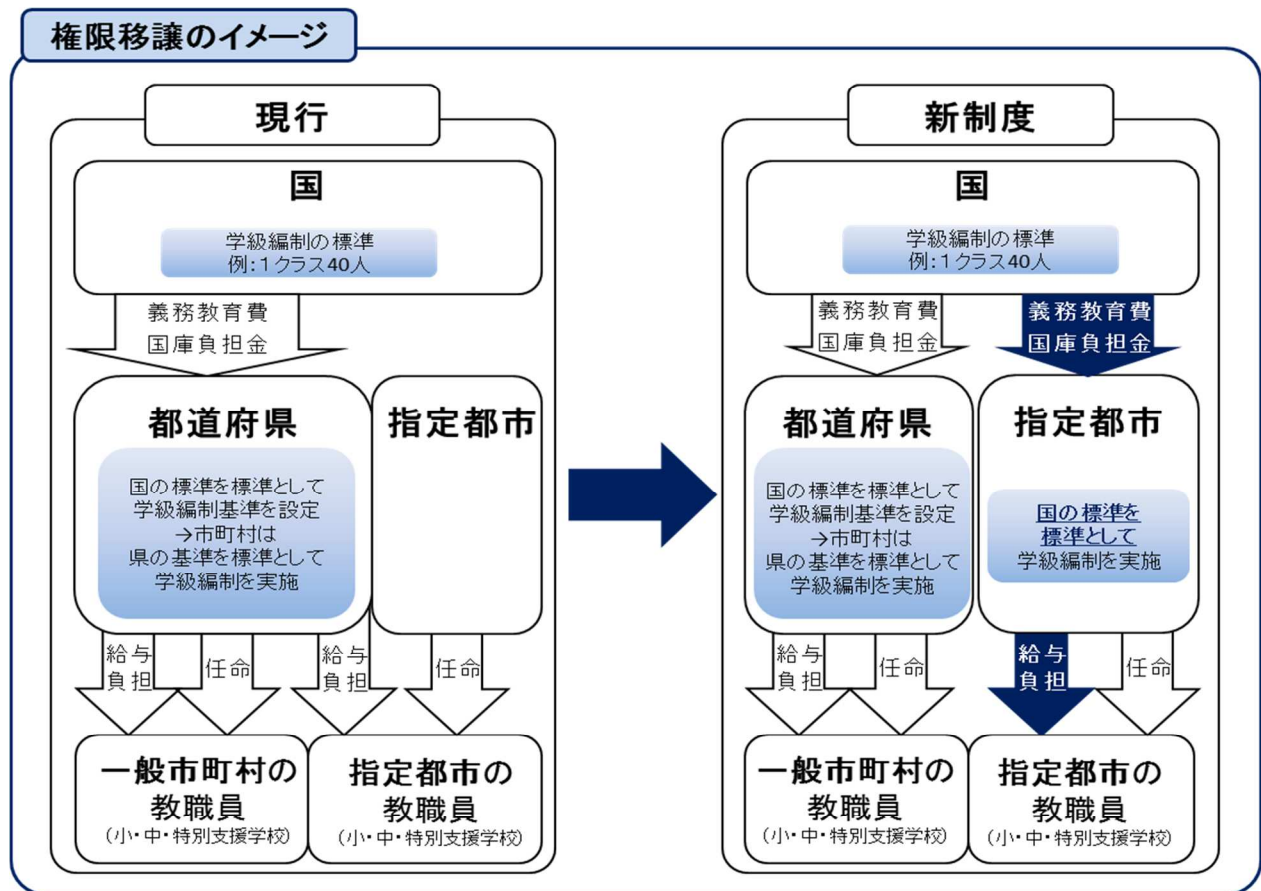 権限移譲のイメージ
現行
国
学級編制の標準
例:1クラス40人
義務教育費
国庫負担金
都道府県
国の標準を標準として
学級編制基準を設定
→市町村は
県の基準を標準として
学級編制を実施
指定都市
給与
負担
任命
給与
負担
任命
一般市町村の
教職員
(小・中・特別支援学校)
指定都市の
教職員
(小・中・特別支援学校)
新制度
国
学級編制の標準
例:1クラス40人
義務教育費
国庫負担金
義務教育費
国庫負担金
都道府県
国の標準を標準として
学級編制基準を設定
→市町村は
県の基準を標準として
学級編制を実施
指定都市
国の標準を
標準として
学級編制を実施
給与
負担
任命
給与
負担
任命
一般市町村の
教職員
(小・中・特別支援学校)
指定都市の
教職員
(小・中・特別支援学校)